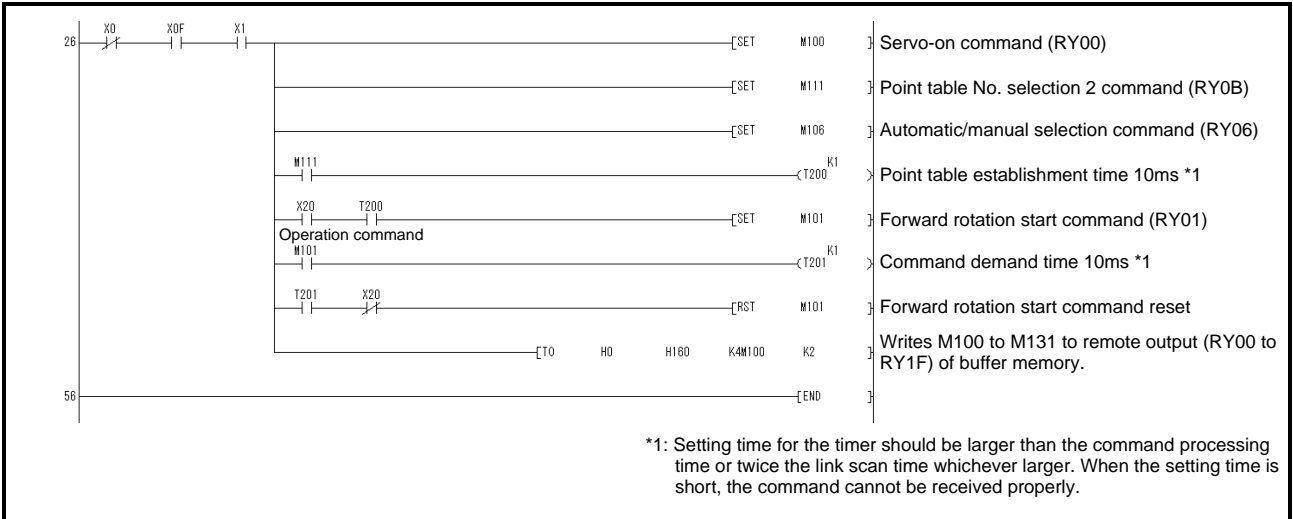 X0 X0F X1
26 [SET M100 ] Servo-on command (RY00)
[SET M111 ] Point table No. selection 2 command (RY0B)
[SET M106 ] Automatic/manual selection command (RY06)
M111 K1
(T200 ) Point table establishment time 10ms *1
X20 T200
[SET M101 ] Forward rotation start command (RY01)
Operation command
M101 K1
(T201 ) Command demand time 10ms *1
T201 X20
[RST M101 ] Forward rotation start command reset
[TO H0 H160 K4M100 K2 ] Writes M100 to M131 to remote output (RY00 to
RY1F) of buffer memory.
56 [END ]
*1: Setting time for the timer should be larger than the command processing
time or twice the link scan time whichever larger. When the setting time is
short, the command cannot be received properly.